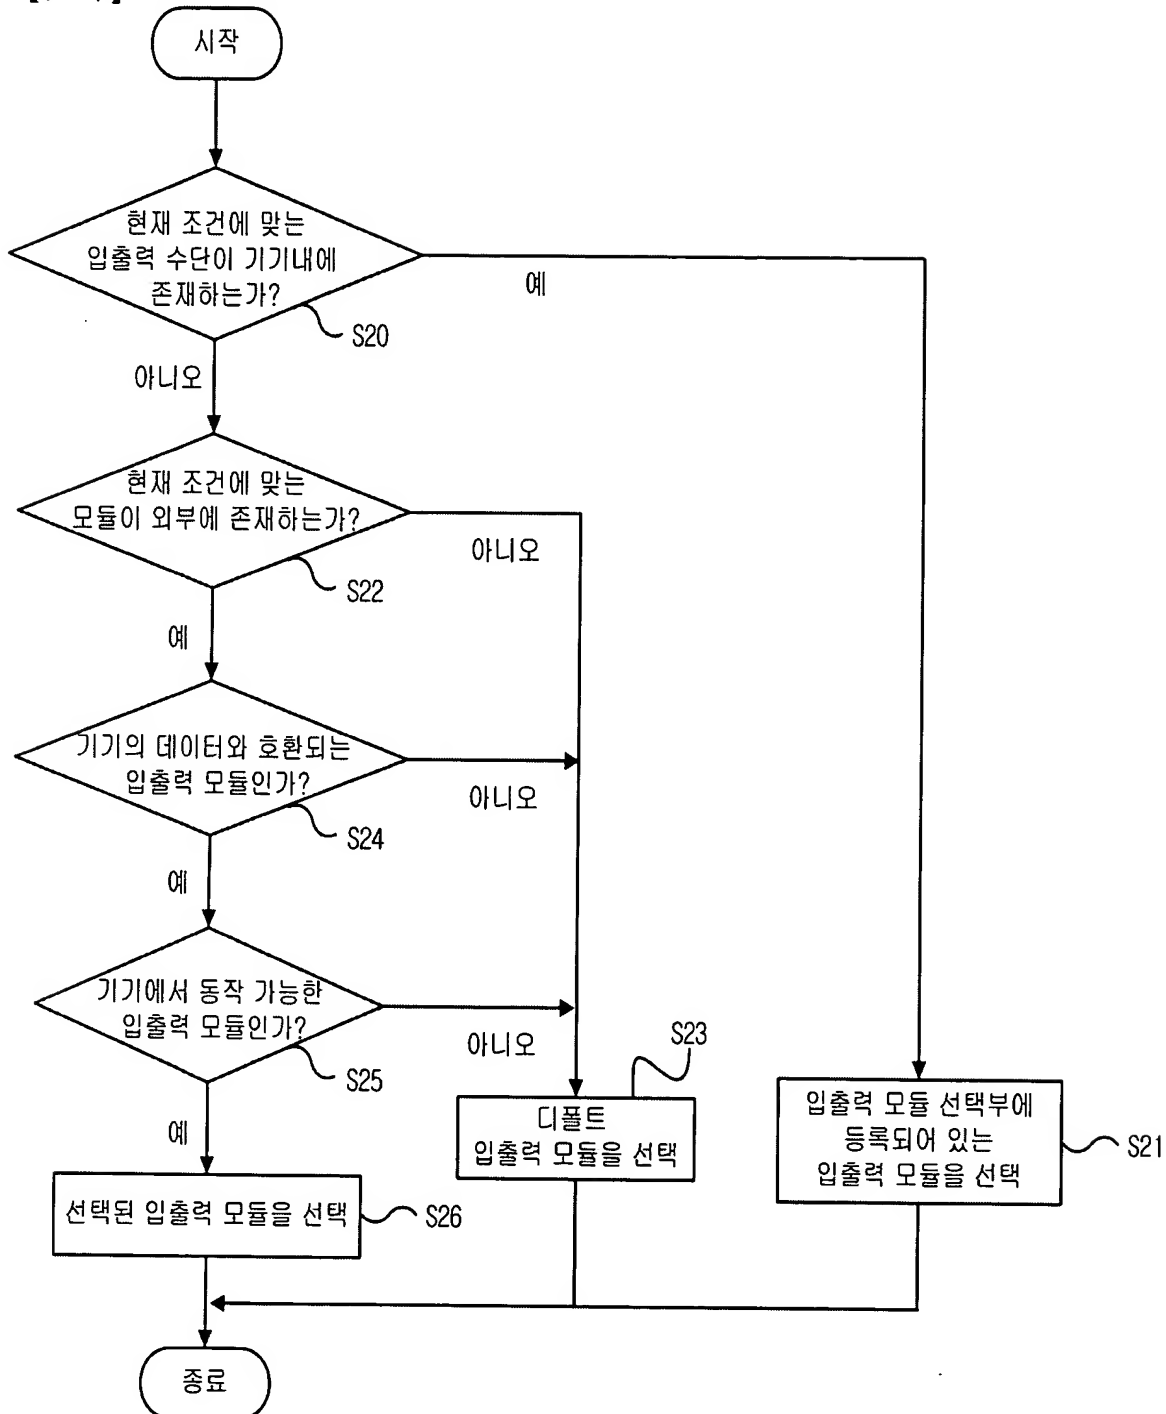 시작
현재 조건에 맞는
입출력 수단이 기기내에
존재하는가?
S20
예
아니오
현재 조건에 맞는
모듈이 외부에 존재하는가?
S22
아니오
예
기기의 데이터와 호환되는
입출력 모듈인가?
S24
아니오
예
기기에서 동작 가능한
입출력 모듈인가?
S25
아니오
예
S23
디폴트
입출력 모듈을 선택
입출력 모듈 선택부에
등록되어 있는
입출력 모듈을 선택
S21
선택된 입출력 모듈을 선택
S26
종료